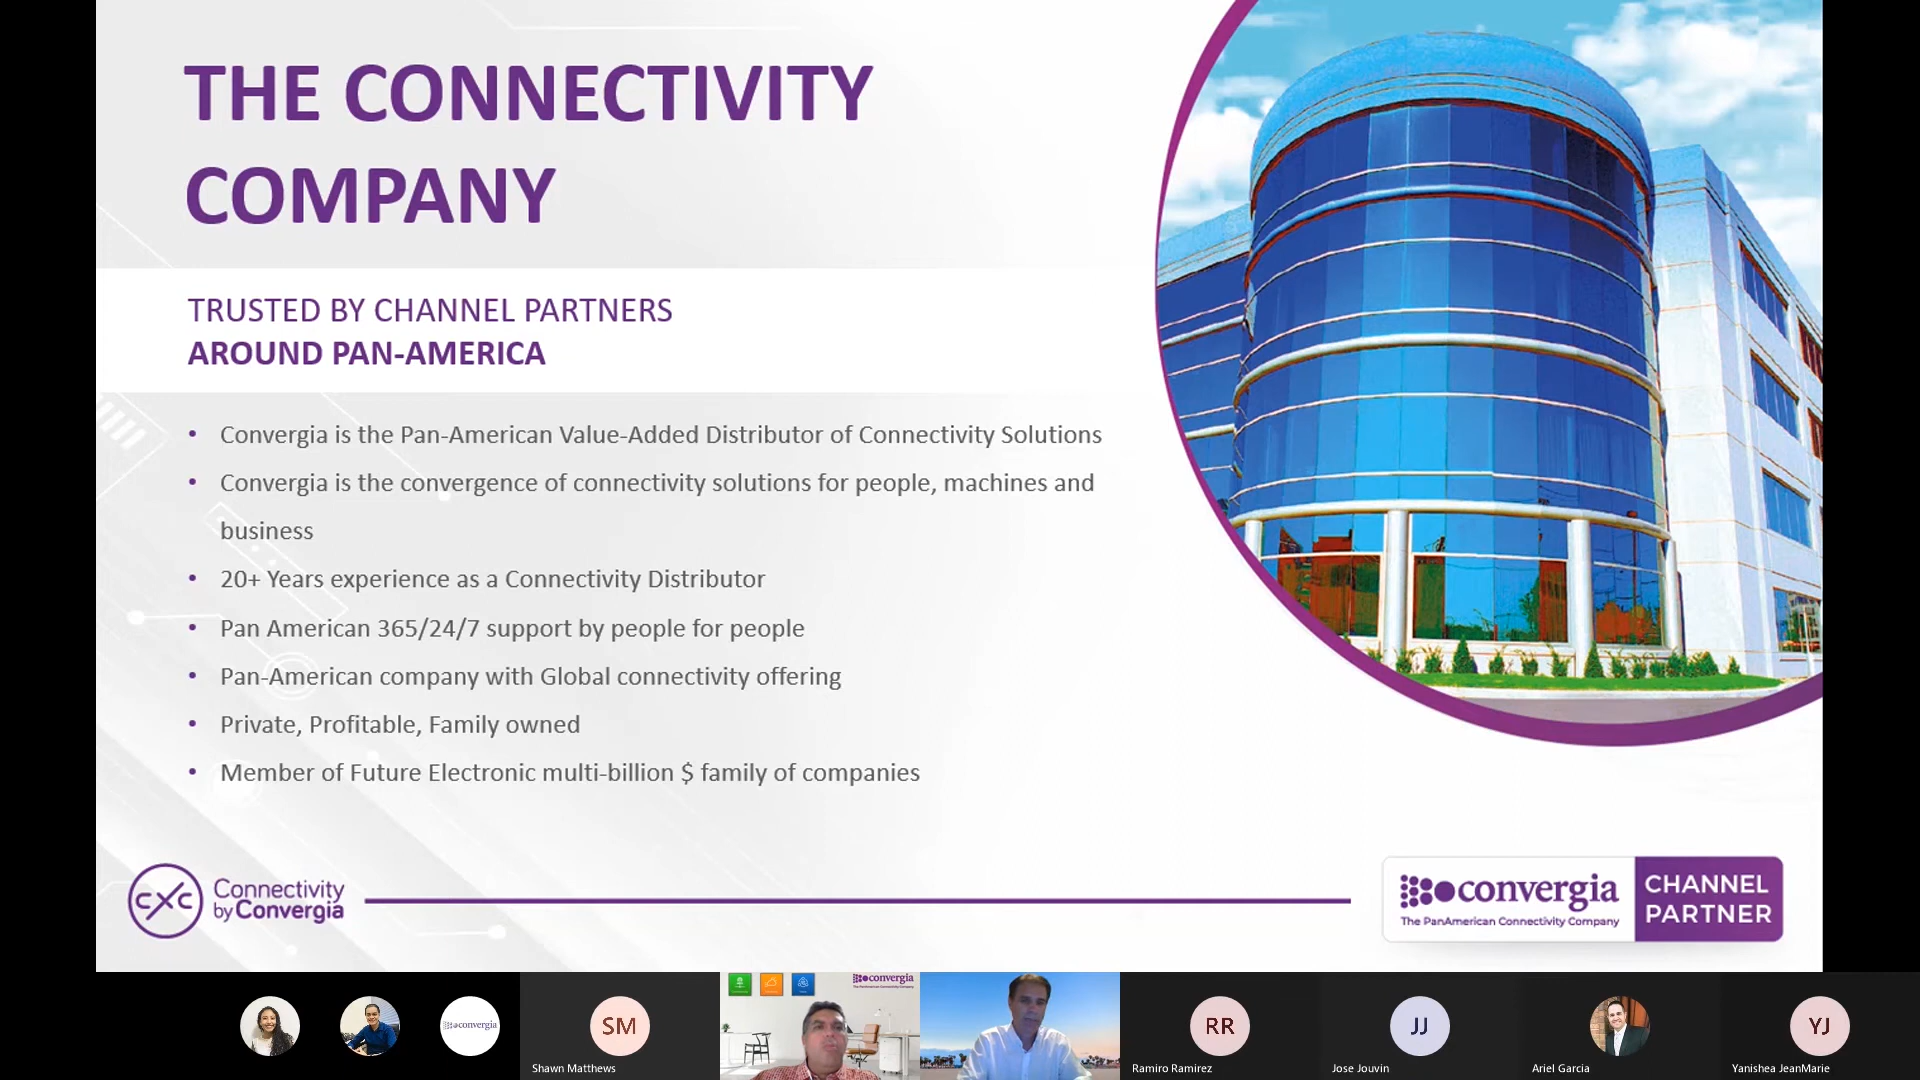 THE CONNECTIVITY
COMPANY
TRUSTED BY CHANNEL PARTNERS
AROUND PAN-AMERICA
• Convergia is the Pan-American Value-Added Distributor of Connectivity Solutions
• Convergia is the convergence of connectivity solutions for people, machines and
business
• 20+ Years experience as a Connectivity Distributor
• Pan American 365/24/7 support by people for people
• Pan-American company with Global connectivity offering
• Private, Profitable, Family owned
• Member of Future Electronic multi-billion $ family of companies
cxc
Connectivity
by Convergia
convergia
The PanAmerican Connectivity Company
CHANNEL
PARTNER
convergia
SM
Shawn Matthews
convergia
RR
Ramiro Ramirez
JJ
Jose Jouvin
Ariel Garcia
YJ
Yanishea JeanMarie